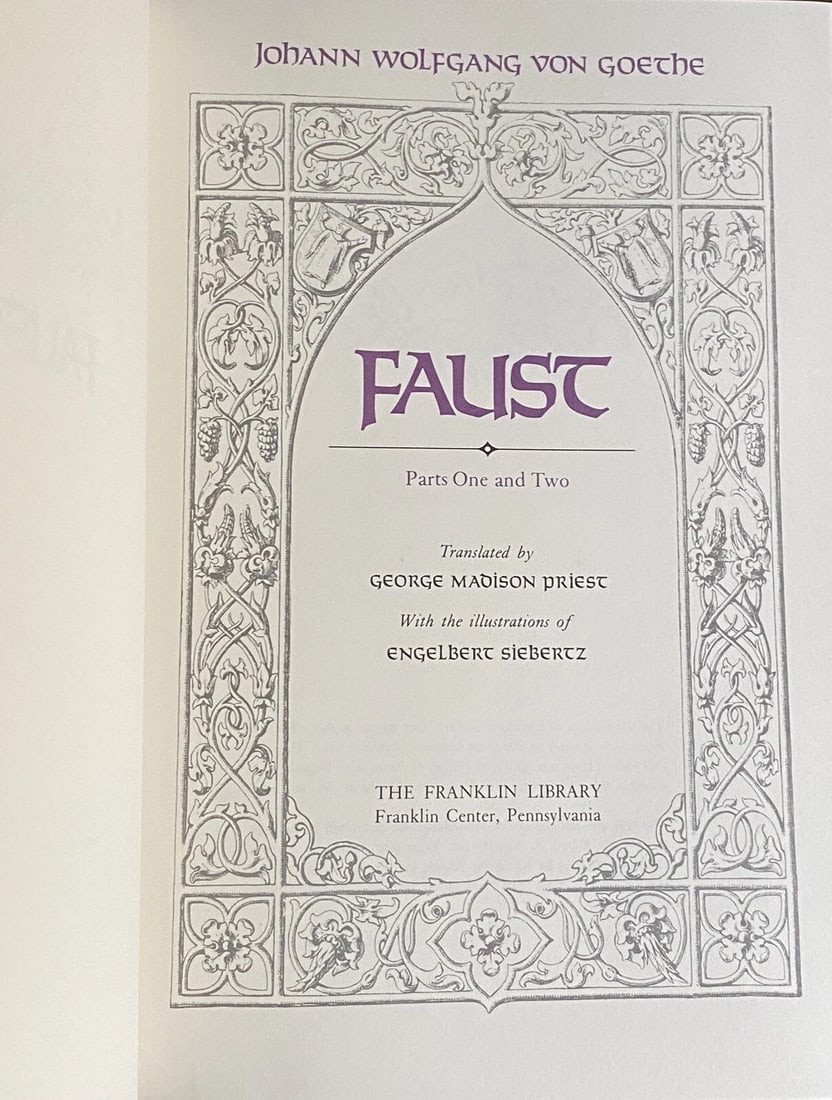 Johann Wolfgang von Goethe
Faust
Parts One and Two
Translated by
George Madison Priest
With the illustrations of
Engelbert Siebertz
THE FRANKLIN LIBRARY
Franklin Center, Pennsylvania